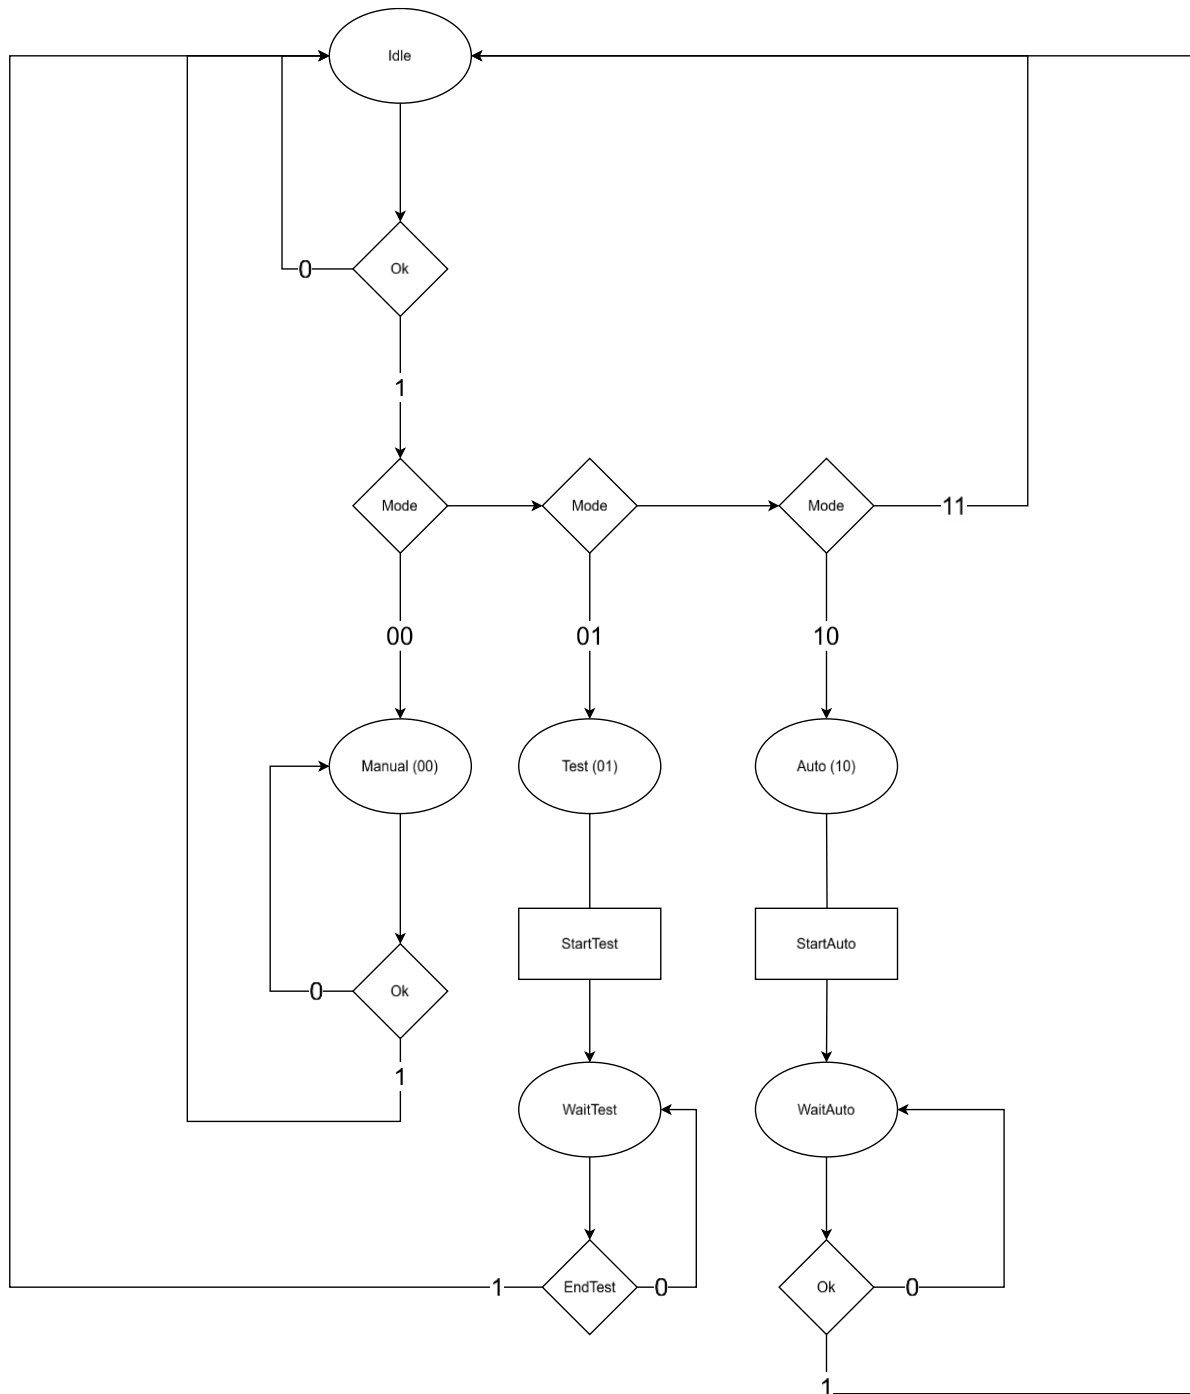 Idle
Ok
0
1
Mode
Mode
Mode
11
00
01
10
Manual (00)
Test (01)
Auto (10)
StartTest
StartAuto
Ok
0
1
WaitTest
WaitAuto
1
EndTest
0
Ok
0
1